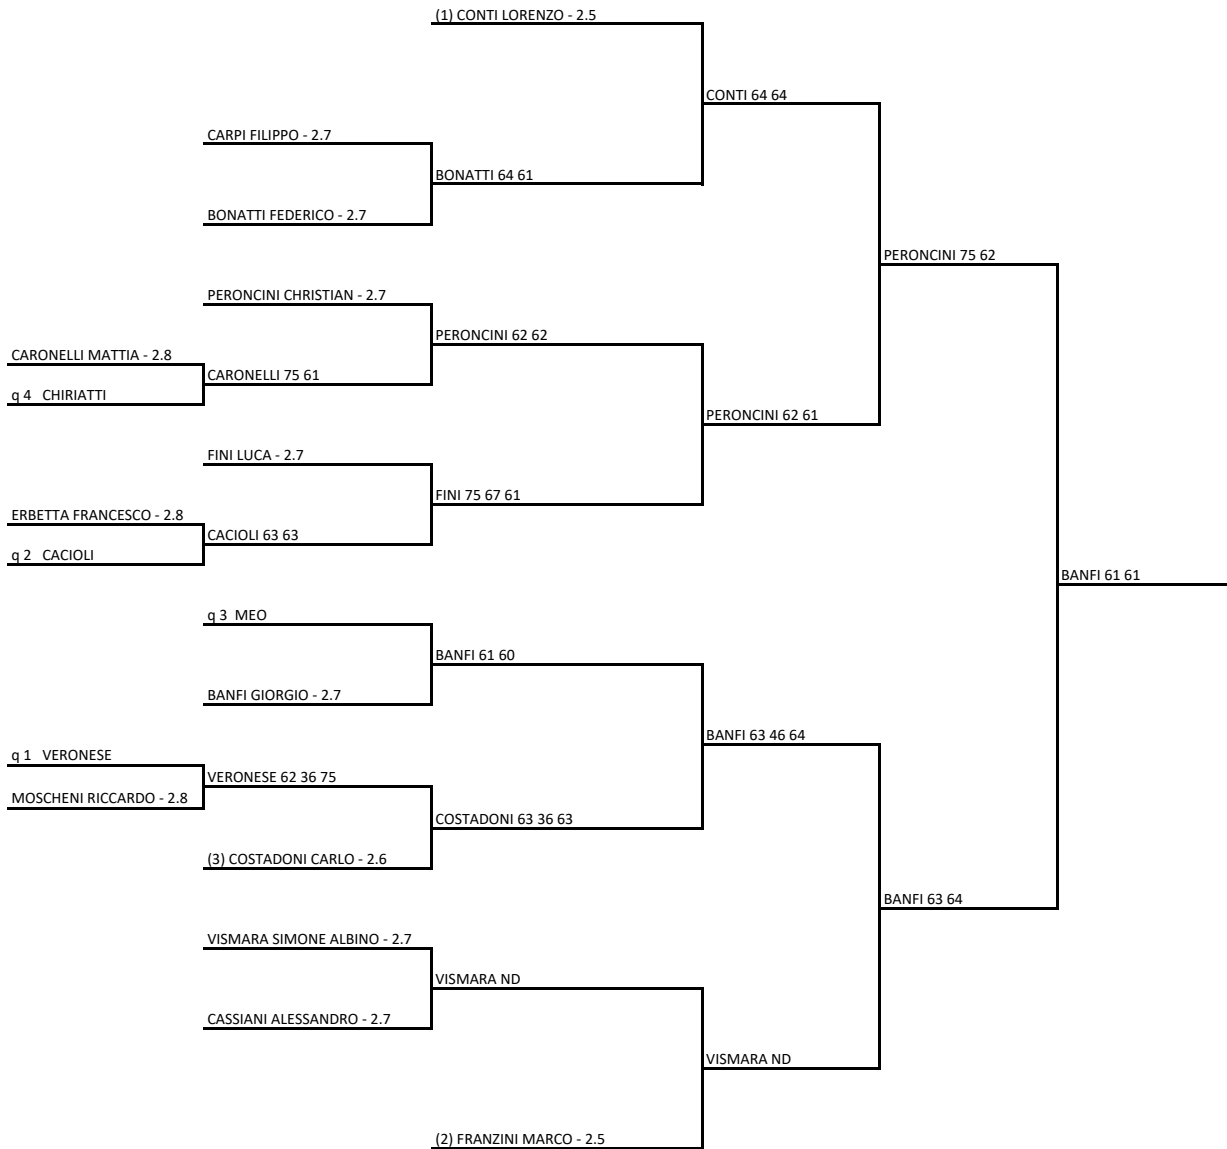 (1) CONTI LORENZO - 2.5
CONTI 64 64
CARPI FILIPPO - 2.7
BONATTI 64 61
BONATTI FEDERICO - 2.7
PERONCINI 75 62
PERONCINI CHRISTIAN - 2.7
PERONCINI 62 62
CARONELLI MATTIA - 2.8
CARONELLI 75 61
q 4 CHIRIATTI
PERONCINI 62 61
FINI LUCA - 2.7
FINI 75 67 61
ERBETTA FRANCESCO - 2.8
CACIOLI 63 63
q 2 CACIOLI
BANFI 61 61
q 3 MEO
BANFI 61 60
BANFI GIORGIO - 2.7
BANFI 63 46 64
q 1 VERONESE
VERONESE 62 36 75
MOSCHENI RICCARDO - 2.8
COSTADONI 63 36 63
(3) COSTADONI CARLO - 2.6
BANFI 63 64
VISMARA SIMONE ALBINO - 2.7
VISMARA ND
CASSIANI ALESSANDRO - 2.7
VISMARA ND
(2) FRANZINI MARCO - 2.5